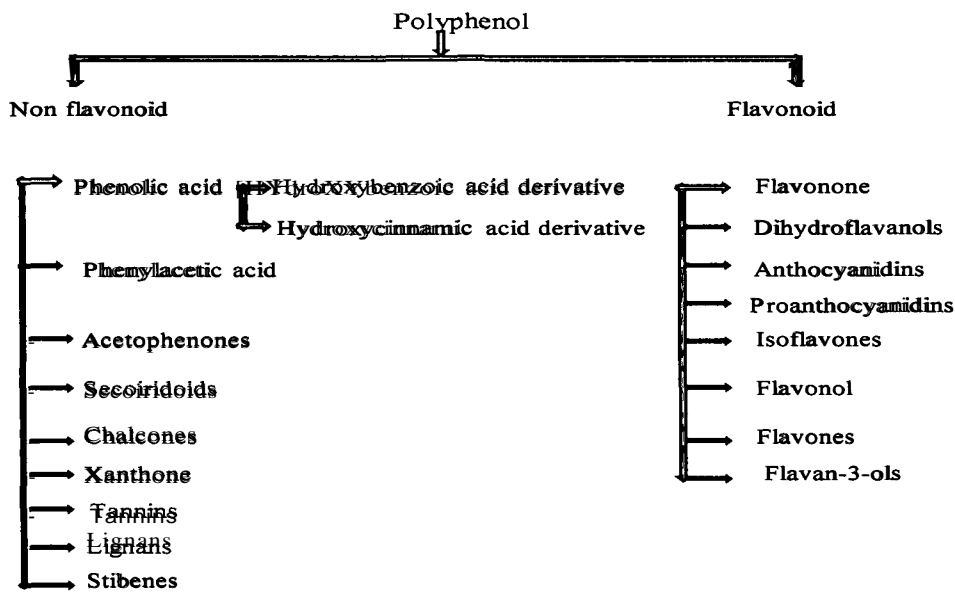 Polyphenol
Non flavonoid
Flavonoid
Phenolic acid
Hydroxybenzoic acid derivative
Hydroxycinnamic acid derivative
Phenylacetic acid
Acetophenones
Secoiridoids
Chalcones
Xanthone
Tannins
Lignans
Stibenes
Flavonone
Dihydroflavanols
Anthocyanidins
Proanthocyanidins
Isoflavones
Flavonol
Flavones
Flavan-3-ols